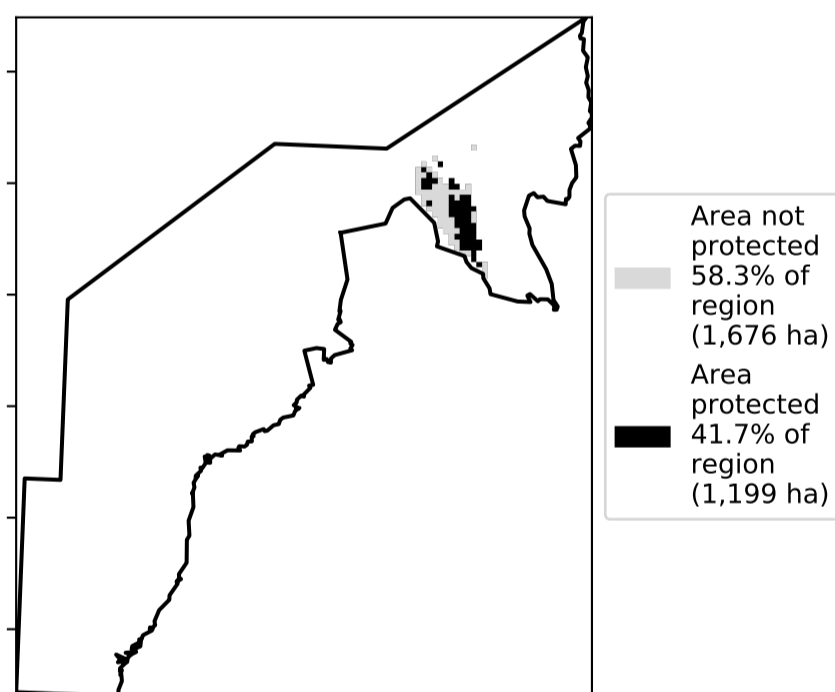 Area not
protected
58.3% of
region
(1,676 ha)
Area
protected
41.7% of
region
(1,199 ha)